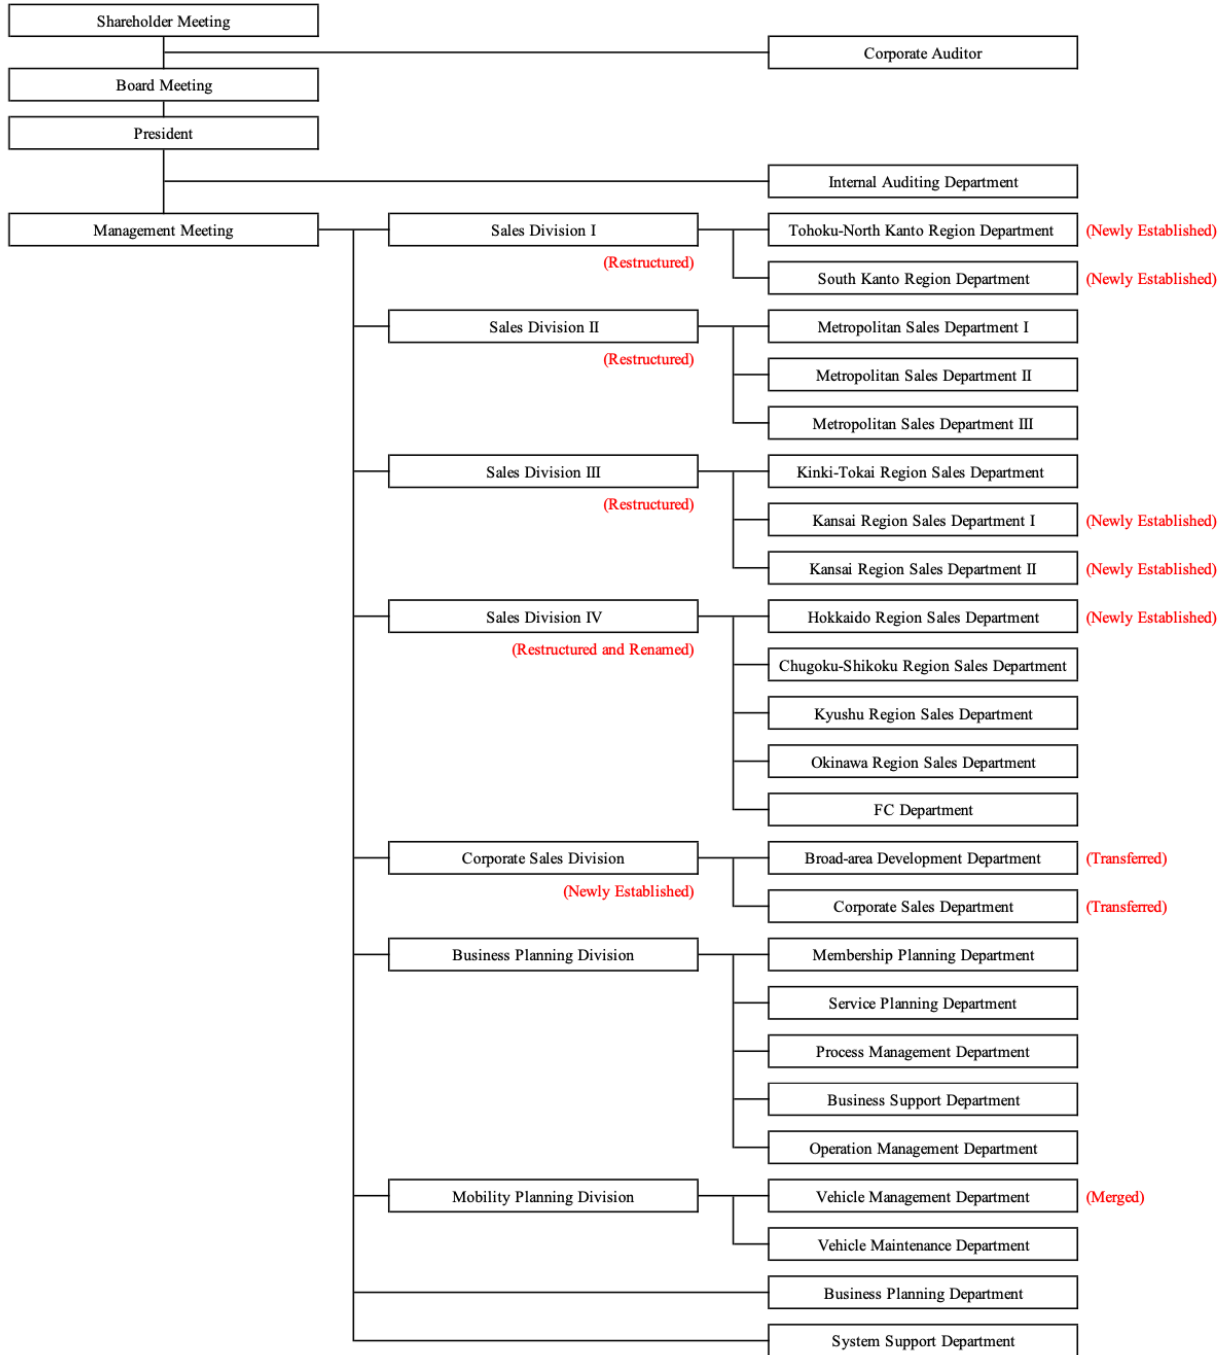 Shareholder Meeting
Corporate Auditor
Board Meeting
President
Internal Auditing Department
Management Meeting
Sales Division I
(Restructured)
Tohoku-North Kanto Region Department
(Newly Established)
South Kanto Region Department
(Newly Established)
Sales Division II
(Restructured)
Metropolitan Sales Department I
Metropolitan Sales Department II
Metropolitan Sales Department III
Sales Division III
(Restructured)
Kinki-Tokai Region Sales Department
Kansai Region Sales Department I
(Newly Established)
Kansai Region Sales Department II
(Newly Established)
Sales Division IV
(Restructured and Renamed)
Hokkaido Region Sales Department
(Newly Established)
Chugoku-Shikoku Region Sales Department
Kyushu Region Sales Department
Okinawa Region Sales Department
FC Department
Corporate Sales Division
(Newly Established)
Broad-area Development Department
(Transferred)
Corporate Sales Department
(Transferred)
Business Planning Division
Membership Planning Department
Service Planning Department
Process Management Department
Business Support Department
Operation Management Department
Mobility Planning Division
Vehicle Management Department
(Merged)
Vehicle Maintenance Department
Business Planning Department
System Support Department